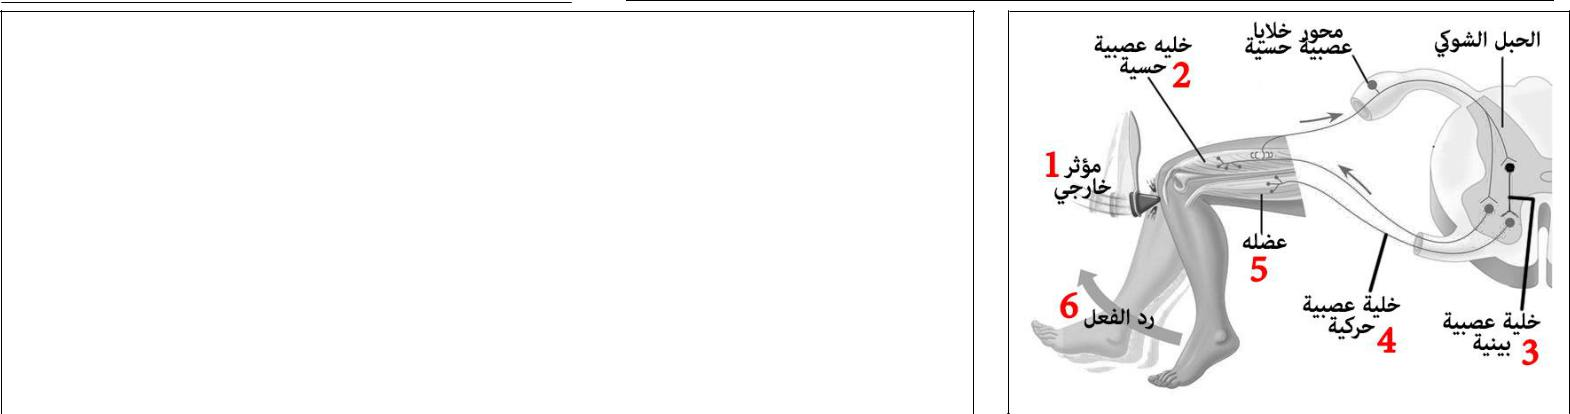 الحبل الشوكي
محور خلايا
عصبية حسية
خليه عصبية
حسية 2
1 مؤثر
خارجي
عضله
5
6 رد الفعل
خلية عصبية
حركية 4
خلية عصبية
بينية 3